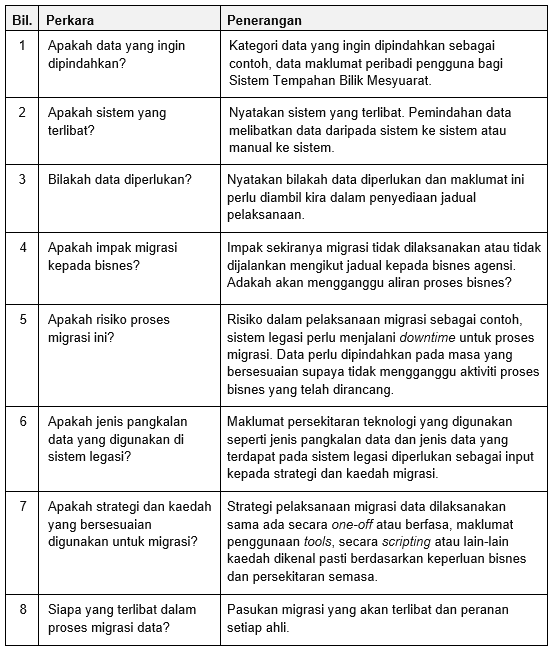 Bil. Perkara Penerangan
1 Apakah data yang ingin dipindahkan? Kategori data yang ingin dipindahkan sebagai
contoh, data maklumat peribadi pengguna bagi
Sistem Tempahan Bilik Mesyuarat.
2 Apakah sistem yang terlibat? Nyatakan sistem yang terlibat. Pemindahan data
melibatkan data daripada sistem ke sistem atau
manual ke sistem.
3 Bilakah data diperlukan? Nyatakan bilakah data diperlukan dan maklumat ini
perlu diambil kira dalam penyediaan jadual
pelaksanaan.
4 Apakah impak migrasi kepada bisnes? Impak sekiranya migrasi tidak dilaksanakan atau tidak
dijalankan mengikut jadual kepada bisnes agensi.
Adakah akan mengganggu aliran proses bisnes?
5 Apakah risiko proses migrasi ini? Risiko dalam pelaksanaan migrasi sebagai contoh,
sistem legasi perlu menjalani downtime untuk proses
migrasi. Data perlu dipindahkan pada masa yang
bersesuaian supaya tidak mengganggu aktiviti proses
bisnes yang telah dirancang.
6 Apakah jenis pangkalan data yang digunakan di sistem legasi? Maklumat persekitaran teknologi yang digunakan
seperti jenis pangkalan data dan jenis data yang
terdapat pada sistem legasi diperlukan sebagai input
kepada strategi dan kaedah migrasi.
7 Apakah strategi dan kaedah yang bersesuaian digunakan untuk migrasi? Strategi pelaksanaan migrasi data dilaksanakan
sama ada secara one-off atau berfasa, maklumat
penggunaan tools, secara scripting atau lain-lain
kaedah dikenal pasti berdasarkan keperluan bisnes
dan persekitaran semasa.
8 Siapa yang terlibat dalam proses migrasi data? Pasukan migrasi yang akan terlibat dan peranan
setiap ahli.